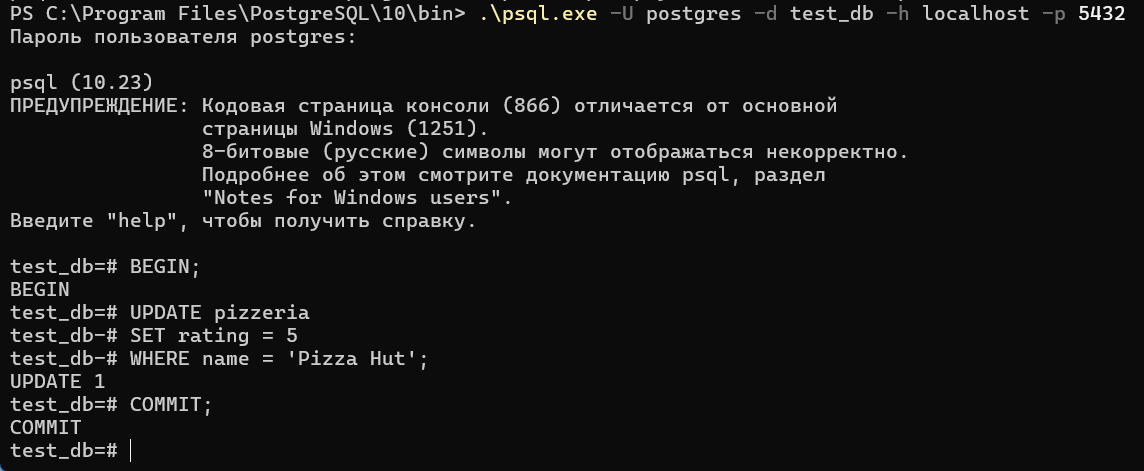 PS C:\Program Files\PostgreSQL\10\bin> .\psql.exe -U postgres -d test_db -h localhost -p 5432
Пароль пользователя postgres:
psql (10.23)
ПРЕДУПРЕЖДЕНИЕ: Кодовая страница консоли (866) отличается от основной
страницы Windows (1251).
8-битовые (русские) символы могут отображаться некорректно.
Подробнее об этом смотрите документацию psql, раздел
"Notes for Windows users".
Введите "help", чтобы получить справку.
test_db=# BEGIN;
BEGIN
test_db=# UPDATE pizzeria
test_db-# SET rating = 5
test_db-# WHERE name = 'Pizza Hut';
UPDATE 1
test_db=# COMMIT;
COMMIT
test_db=#